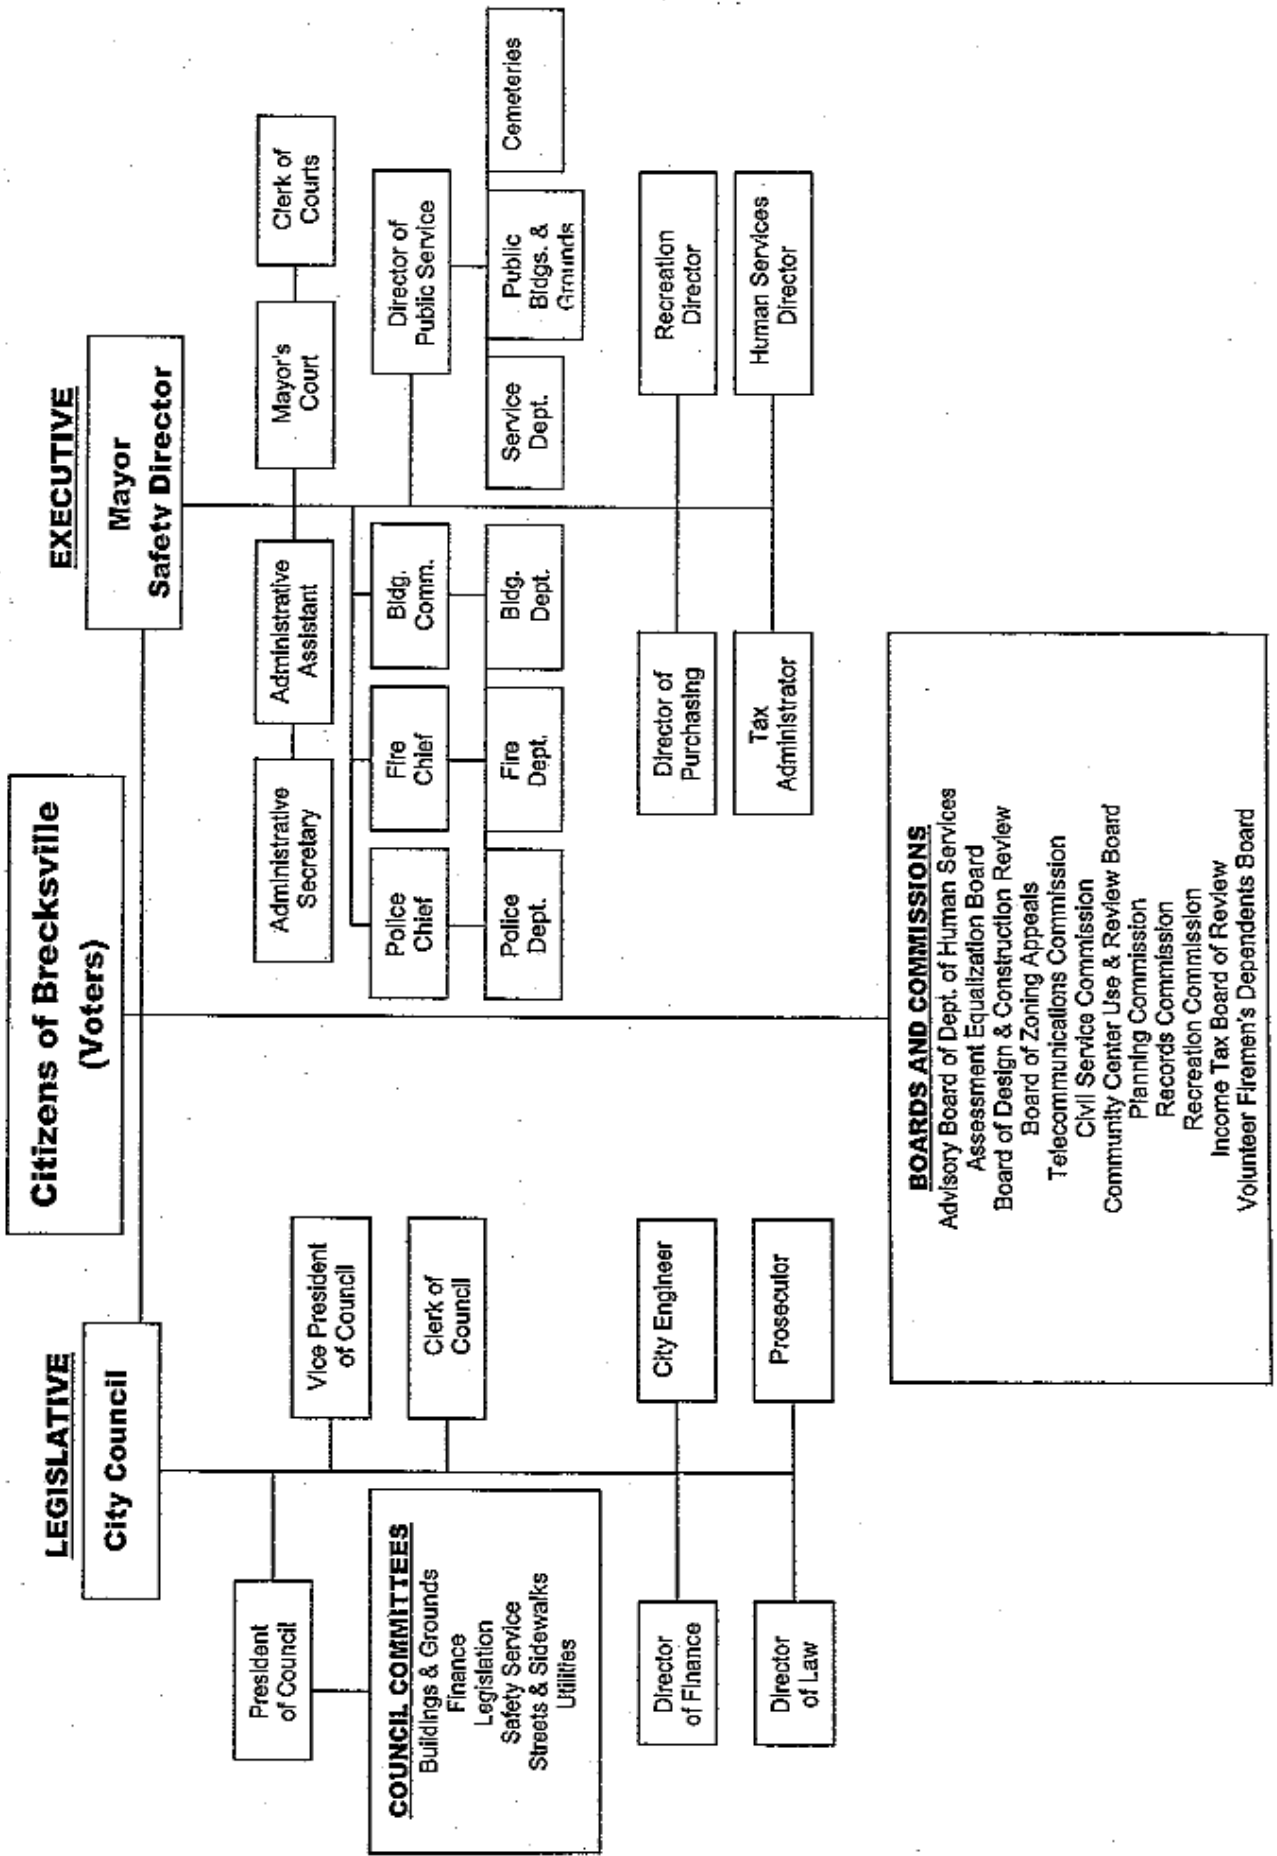 Citizens of Brecksville
(Voters)
LEGISLATIVE
City Council
President
of Council
Vice President
of Council
Clerk of
Council
COUNCIL COMMITTEES
Buildings & Grounds
Finance
Legislation
Safety Service
Streets & Sidewalks
Utilities
Director
of Finance
City Engineer
Director
of Law
Prosecutor
EXECUTIVE
Mayor
Safety Director
Administrative
Secretary
Administrative
Assistant
Mayor's
Court
Clerk of
Courts
Police
Chief
Fire
Chief
Bldg.
Comm.
Director of
Public Service
Police
Dept.
Fire
Dept.
Bldg.
Dept.
Service
Dept.
Public
Bldgs. &
Grounds
Cemeteries
Director of
Purchasing
Recreation
Director
Tax
Administrator
Human Services
Director
BOARDS AND COMMISSIONS
Advisory Board of Dept. of Human Services
Assessment Equalization Board
Board of Design & Construction Review
Board of Zoning Appeals
Telecommunications Commission
Civil Service Commission
Community Center Use & Review Board
Planning Commission
Records Commission
Recreation Commission
Income Tax Board of Review
Volunteer Firemen's Dependents Board